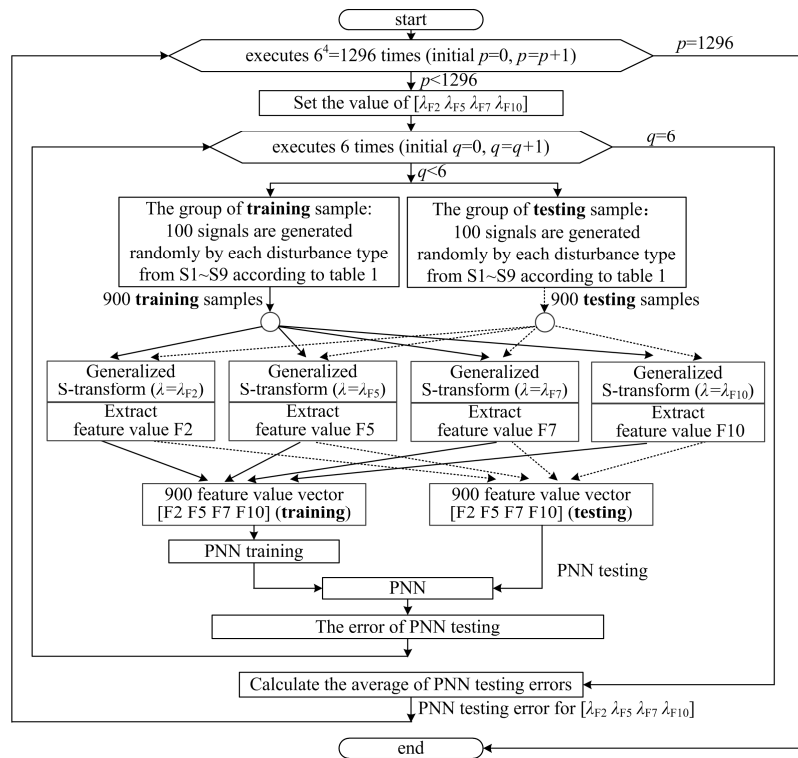 start
executes 6⁴=1296 times (initial p=0, p=p+1)
p=1296
p<1296
Set the value of [λF2 λF5 λF7 λF10]
executes 6 times (initial q=0, q=q+1)
q=6
q<6
The group of training sample:
100 signals are generated
randomly by each disturbance type
from S1~S9 according to table 1
The group of testing sample：
100 signals are generated
randomly by each disturbance type
from S1~S9 according to table 1
900 training samples
900 testing samples
Generalized
S-transform (λ=λF2)
Extract
feature value F2
Generalized
S-transform (λ=λF5)
Extract
feature value F5
Generalized
S-transform (λ=λF7)
Extract
feature value F7
Generalized
S-transform (λ=λF10)
Extract
feature value F10
900 feature value vector
[F2 F5 F7 F10] (training)
900 feature value vector
[F2 F5 F7 F10] (testing)
PNN training
PNN testing
PNN
The error of PNN testing
Calculate the average of PNN testing errors
PNN testing error for [λF2 λF5 λF7 λF10]
end